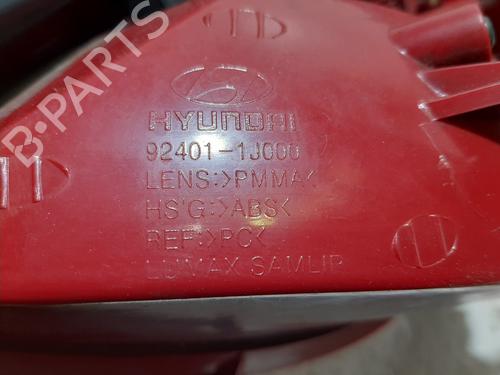 HYUNDAI
92401-1J000
LENS:>PMMA<
HS'G:>ABS<
REF:>PC<
LUMAX SAMLIP
B-PARTS